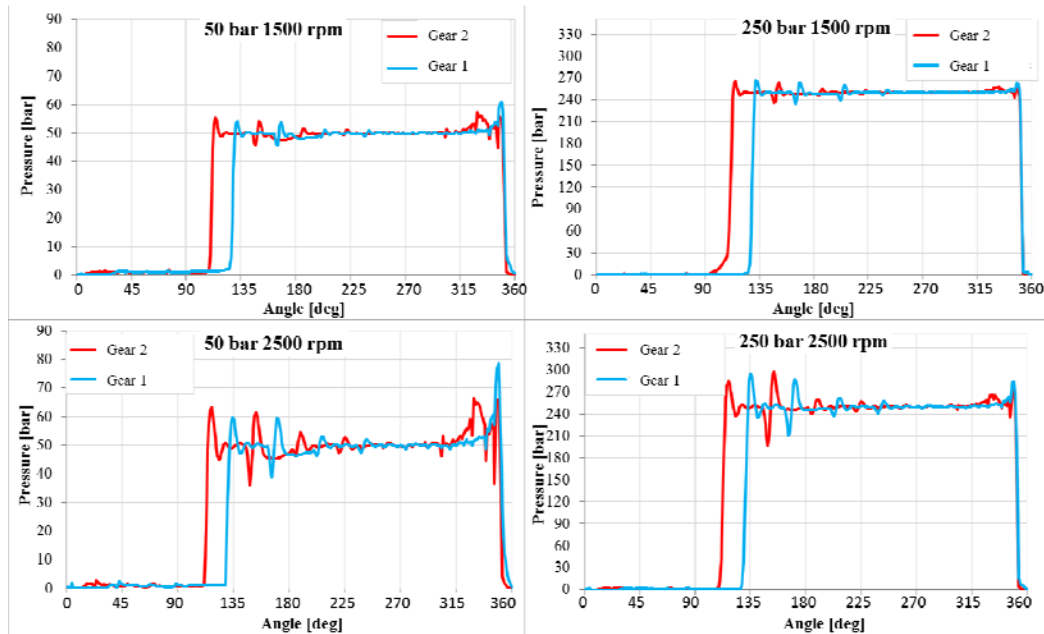 50 bar 1500 rpm
Gear 2
Gear 1
Pressure [bar]
90
80
70
60
50
40
30
20
10
0
0 45 90 135 180 225 270 315 360
Angle [deg]
250 bar 1500 rpm
Gear 2
Gear 1
Pressure [bar]
330
300
270
240
210
180
150
120
90
60
30
0
0 45 90 135 180 225 270 315 360
Angle [deg]
50 bar 2500 rpm
Gear 2
Gear 1
Pressure [bar]
90
80
70
60
50
40
30
20
10
0
0 45 90 135 180 225 270 315 360
Angle [deg]
250 bar 2500 rpm
Gear 2
Gear 1
Pressure [bar]
330
300
270
240
210
180
150
120
90
60
30
0
0 45 90 135 180 225 270 315 360
Angle [deg]